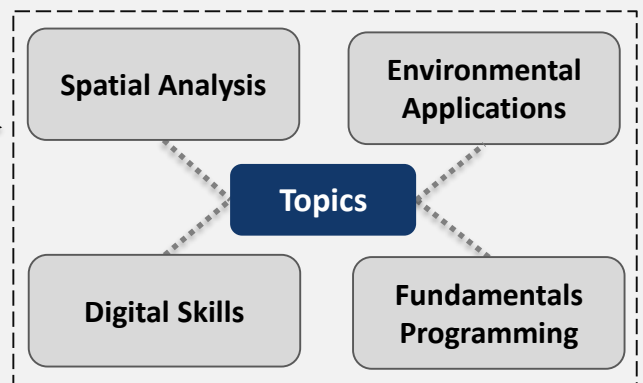 Spatial Analysis
Environmental
Applications
Topics
Digital Skills
Fundamentals
Programming